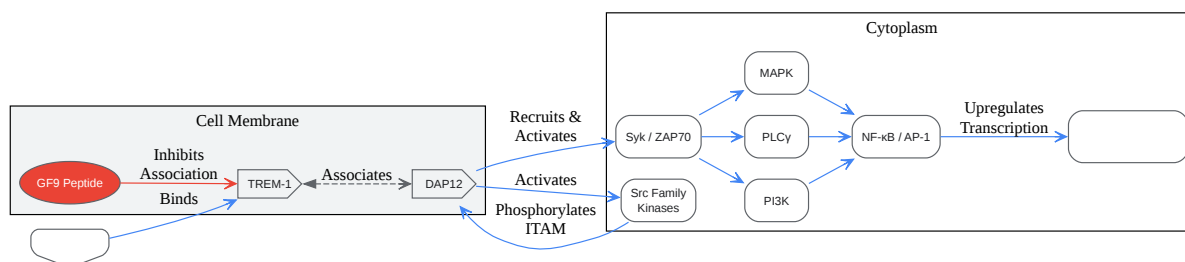 Cytoplasm
MAPK
Recruits &
Activates
Upregulates
Transcription
Cell Membrane
Syk / ZAP70
PLCγ
NF-κB / AP-1
Inhibits
Association
Associates
GF9 Peptide
TREM-1
DAP12
Activates
Src Family
Kinases
PI3K
Binds
Phosphorylates
ITAM